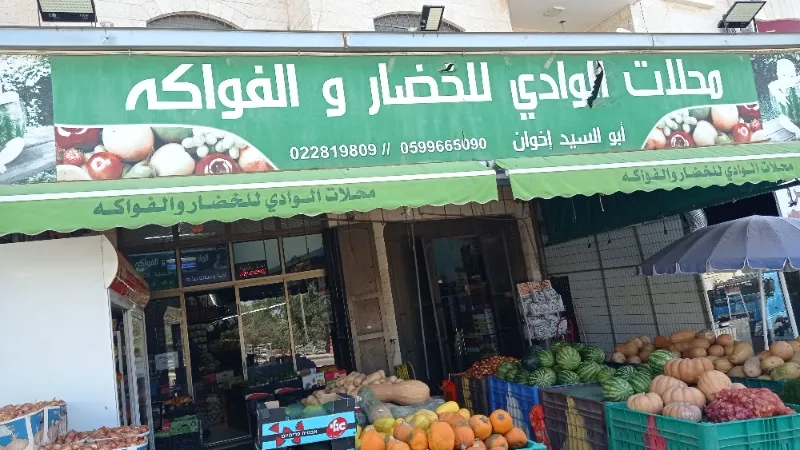 محلات الوادي للخضار و الفواكه
أبو السيد إخوان
022819809 // 0599665090
محلات الوادي للخضار والفواكه
محلات الوادي للخضار والفواكه